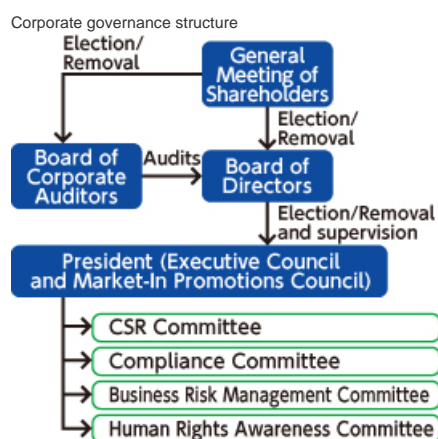 Corporate governance structure
Election/
Removal
General
Meeting of
Shareholders
Election/
Removal
Board of
Corporate
Auditors
Audits
Board of
Directors
Election/Removal
and supervision
President (Executive Council
and Market-In Promotions Council)
CSR Committee
Compliance Committee
Business Risk Management Committee
Human Rights Awareness Committee